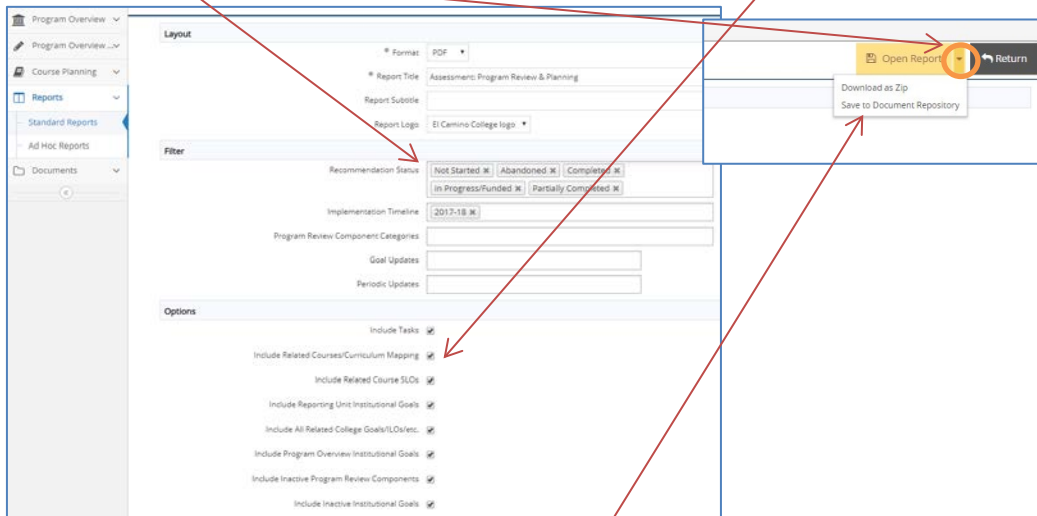 Program Overview
Program Overview...
Course Planning
Reports
Standard Reports
Ad Hoc Reports
Documents
Layout
* Format PDF
* Report Title Assessment: Program Review & Planning
Report Subtitle
Report Logo El Camino College logo
Filter
Recommendation Status Not Started x Abandoned x Completed x
In Progress/Funded x Partially Completed x
Implementation Timeline 2017-18 x
Program Review Component Categories
Goal Updates
Periodic Updates
Options
Include Tasks
Include Related Courses/Curriculum Mapping
Include Related Course SLOs
Include Reporting Unit Institutional Goals
Include All Related College Goals/ILOs/etc.
Include Program Overview Institutional Goals
Include Inactive Program Review Components
Include Inactive Institutional Goals
Open Report Return
Download as Zip
Save to Document Repository